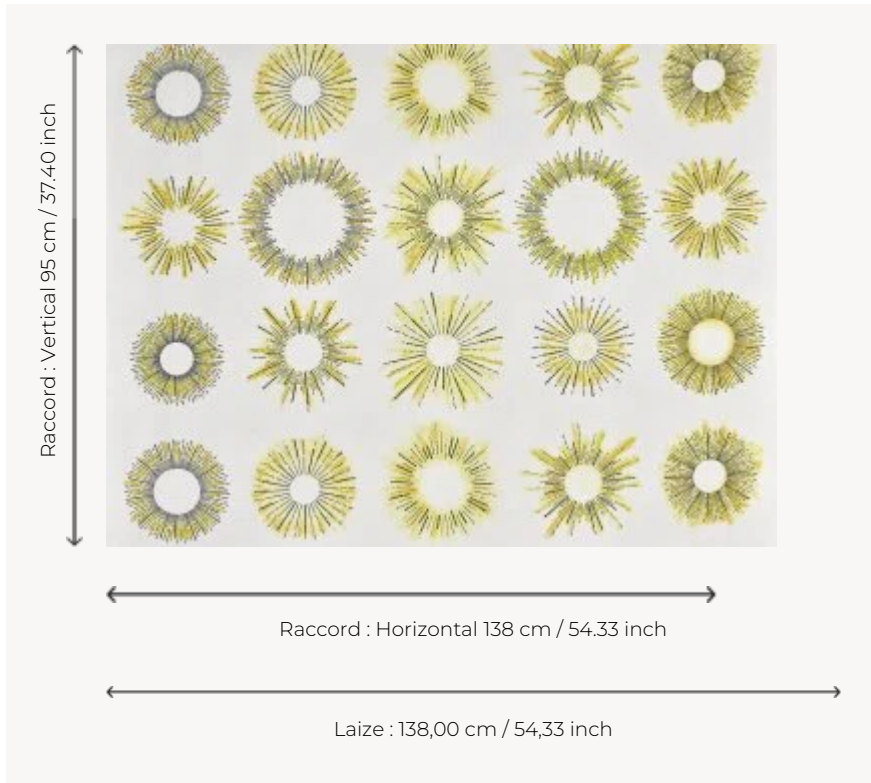 Raccord : Vertical 95 cm / 37.40 inch
Raccord : Horizontal 138 cm / 54.33 inch
Laize : 138,00 cm / 54,33 inch